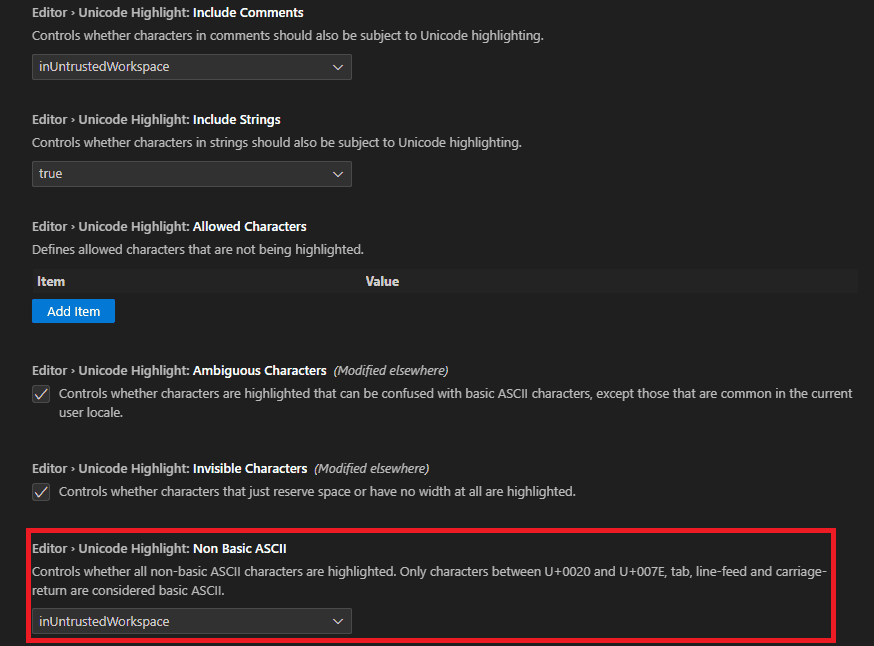 Editor › Unicode Highlight: Include Comments
Controls whether characters in comments should also be subject to Unicode highlighting.
inUntrustedWorkspace
Editor › Unicode Highlight: Include Strings
Controls whether characters in strings should also be subject to Unicode highlighting.
true
Editor › Unicode Highlight: Allowed Characters
Defines allowed characters that are not being highlighted.
Item Value
Add Item
Editor › Unicode Highlight: Ambiguous Characters (Modified elsewhere)
Controls whether characters are highlighted that can be confused with basic ASCII characters, except those that are common in the current
user locale.
Editor › Unicode Highlight: Invisible Characters (Modified elsewhere)
Controls whether characters that just reserve space or have no width at all are highlighted.
Editor › Unicode Highlight: Non Basic ASCII
Controls whether all non-basic ASCII characters are highlighted. Only characters between U+0020 and U+007E, tab, line-feed and carriage-
return are considered basic ASCII.
inUntrustedWorkspace